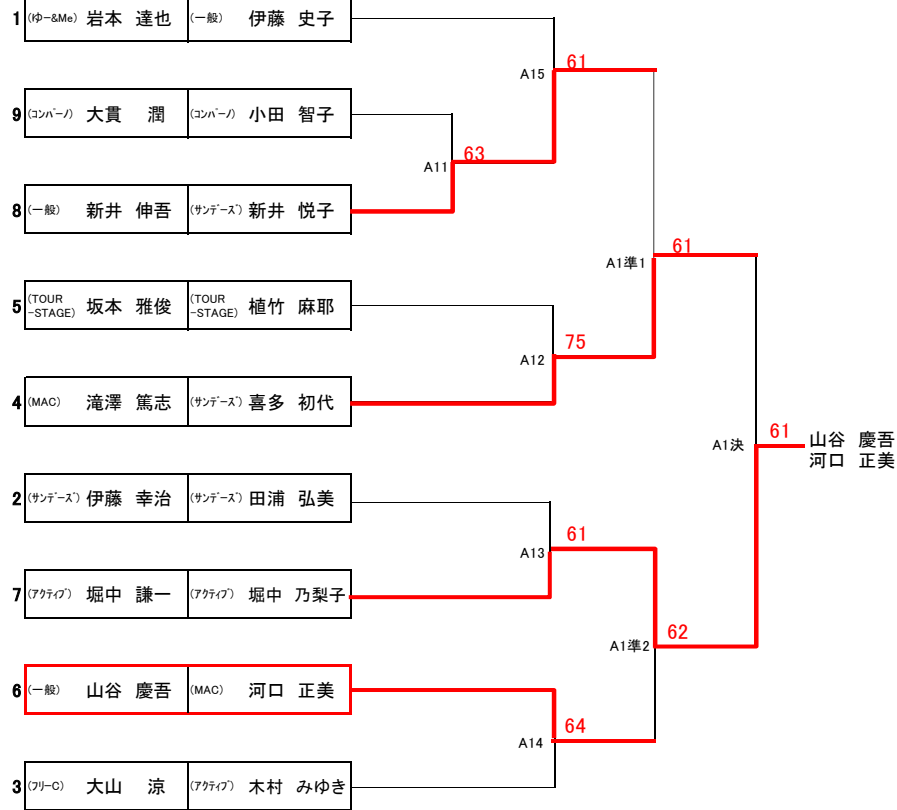 1 (ゆー&Me) 岩本 達也 (一般) 伊藤 史子
61
A15
9 (コンバーノ) 大貫 潤 (コンバーノ) 小田 智子
63
A11
8 (一般) 新井 伸吾 (サンデーズ) 新井 悦子
61
A1準1
5 (TOUR-STAGE) 坂本 雅俊 (TOUR-STAGE) 植竹 麻耶
75
A12
4 (MAC) 滝澤 篤志 (サンデーズ) 喜多 初代
61
A1決
山谷 慶吾
河口 正美
2 (サンデーズ) 伊藤 幸治 (サンデーズ) 田浦 弘美
61
A13
7 (アクティブ) 堀中 謙一 (アクティブ) 堀中 乃梨子
62
A1準2
6 (一般) 山谷 慶吾 (MAC) 河口 正美
64
A14
3 (フリーC) 大山 涼 (アクティブ) 木村 みゆき